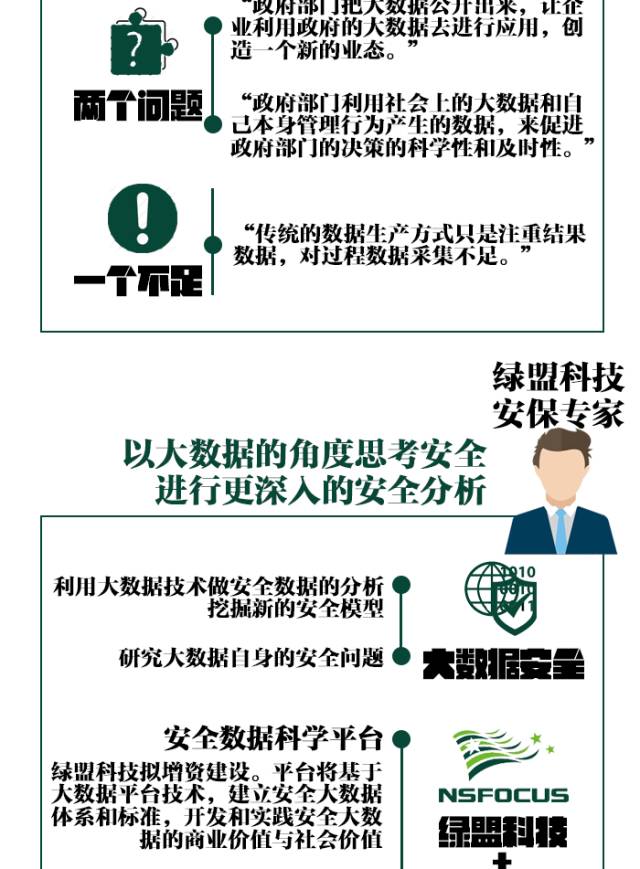 “政府部门把大数据公开出来，让企
业利用政府的大数据去进行应用，创
造一个新的业态。”
两个问题
“政府部门利用社会上的大数据和自
己本身管理行为产生的数据，来促进
政府部门的决策的科学性和及时性。”
“传统的数据生产方式只是注重结果
数据，对过程数据采集不足。”
一个不足
绿盟科技
安保专家
以大数据的角度思考安全
进行更深入的安全分析
利用大数据技术做安全数据的分析
挖掘新的安全模型
研究大数据自身的安全问题
大数据安全
安全数据科学平台
绿盟科技拟增资建设。平台将基于
大数据平台技术，建立安全大数据
体系和标准，开发和实践安全大数
据的商业价值与社会价值
NSFOCUS
绿盟科技
+